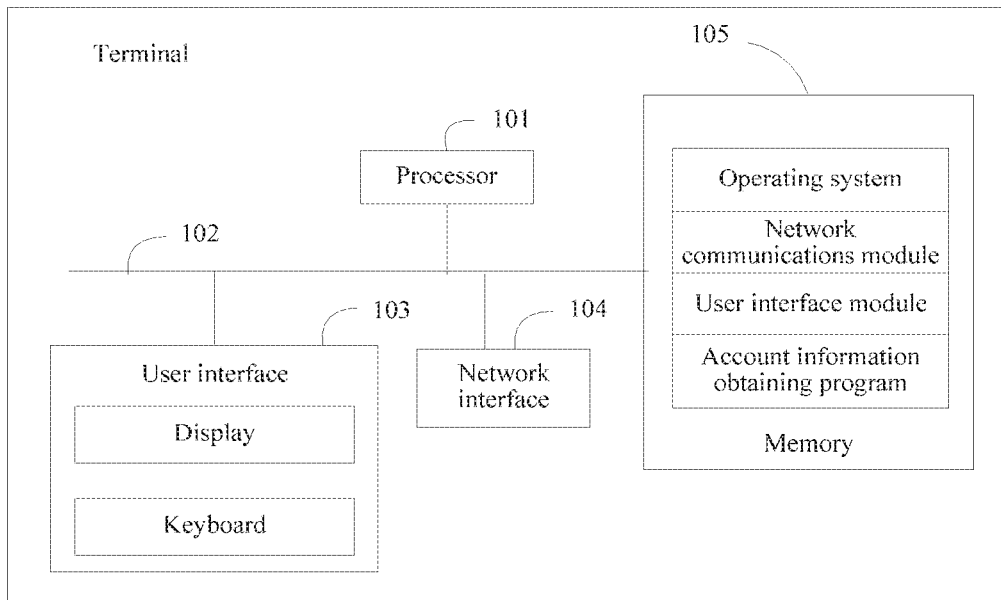 Terminal
105
101
Processor
Operating system
Network
communications module
102
User interface module
103
104
Account information
obtaining program
User interface
Network
interface
Display
Memory
Keyboard